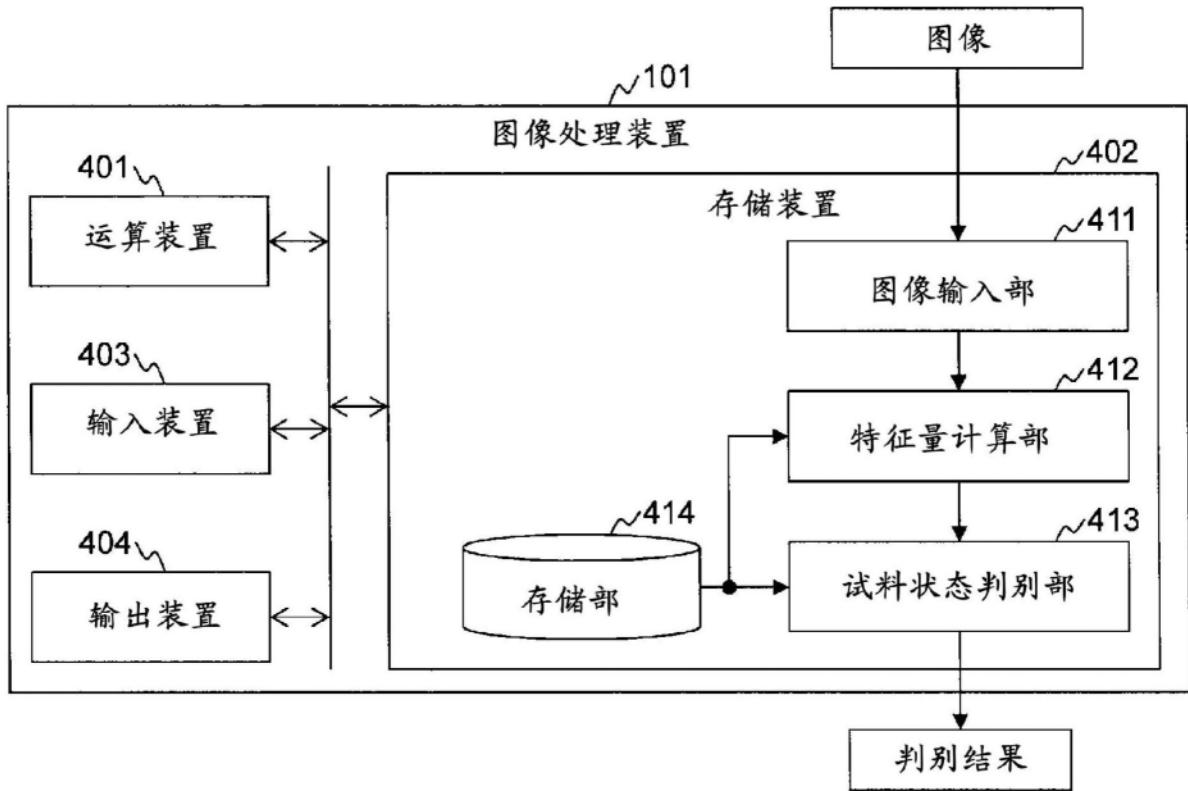 图像
101
图像处理装置
401
运算装置
402
存储装置
411
图像输入部
403
输入装置
412
特征量计算部
414
存储部
413
试料状态判别部
404
输出装置
判别结果